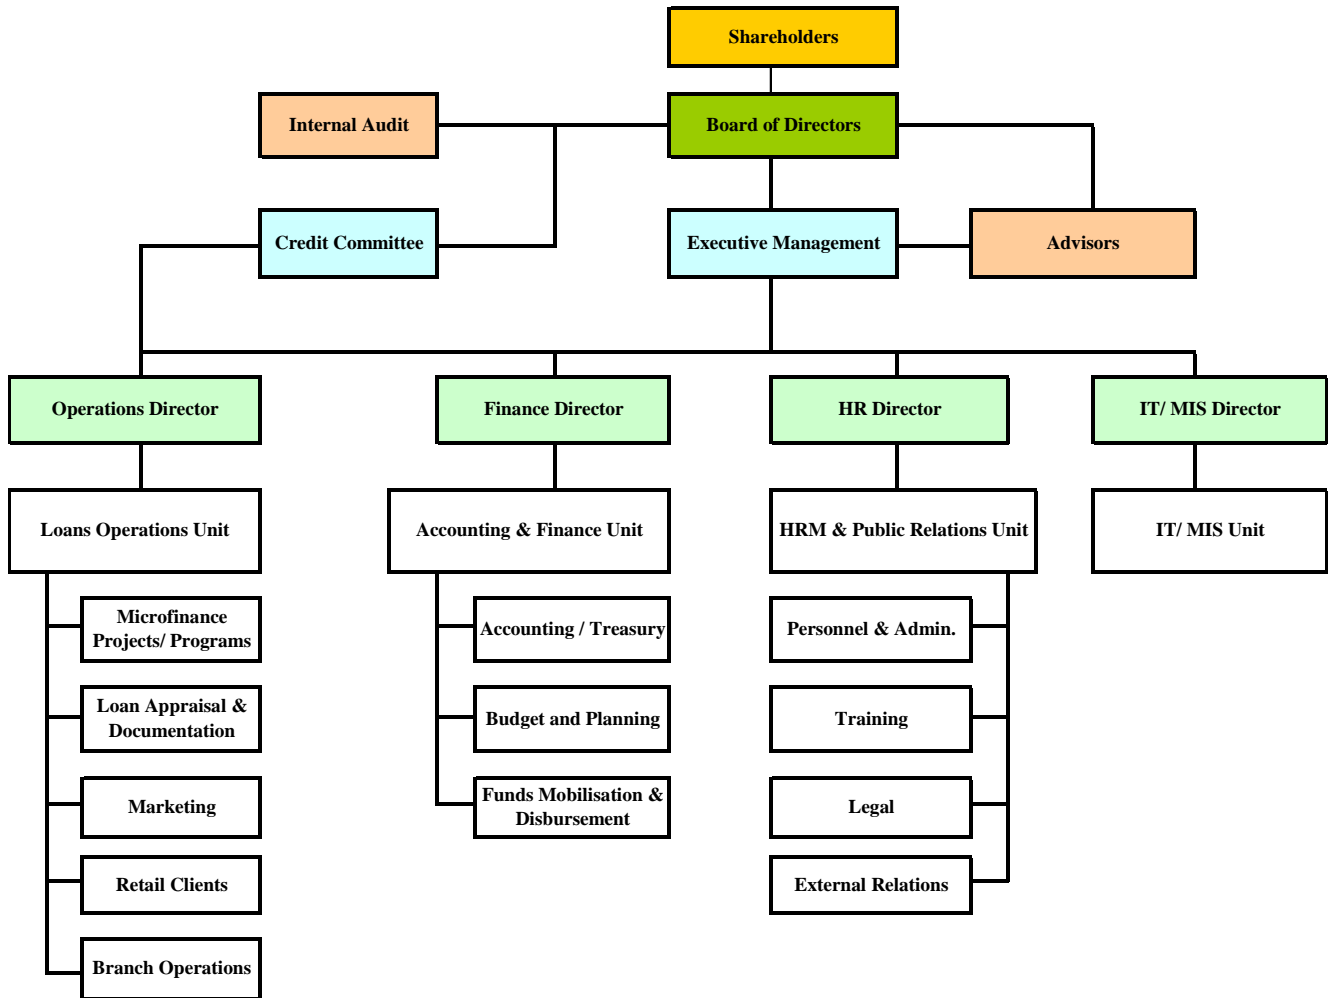 Shareholders
Internal Audit
Board of Directors
Credit Committee
Executive Management
Advisors
Operations Director
Finance Director
HR Director
IT/ MIS Director
Loans Operations Unit
Accounting & Finance Unit
HRM & Public Relations Unit
IT/ MIS Unit
Microfinance
Projects/ Programs
Accounting / Treasury
Personnel & Admin.
Loan Appraisal &
Documentation
Budget and Planning
Training
Marketing
Funds Mobilisation &
Disbursement
Legal
Retail Clients
External Relations
Branch Operations